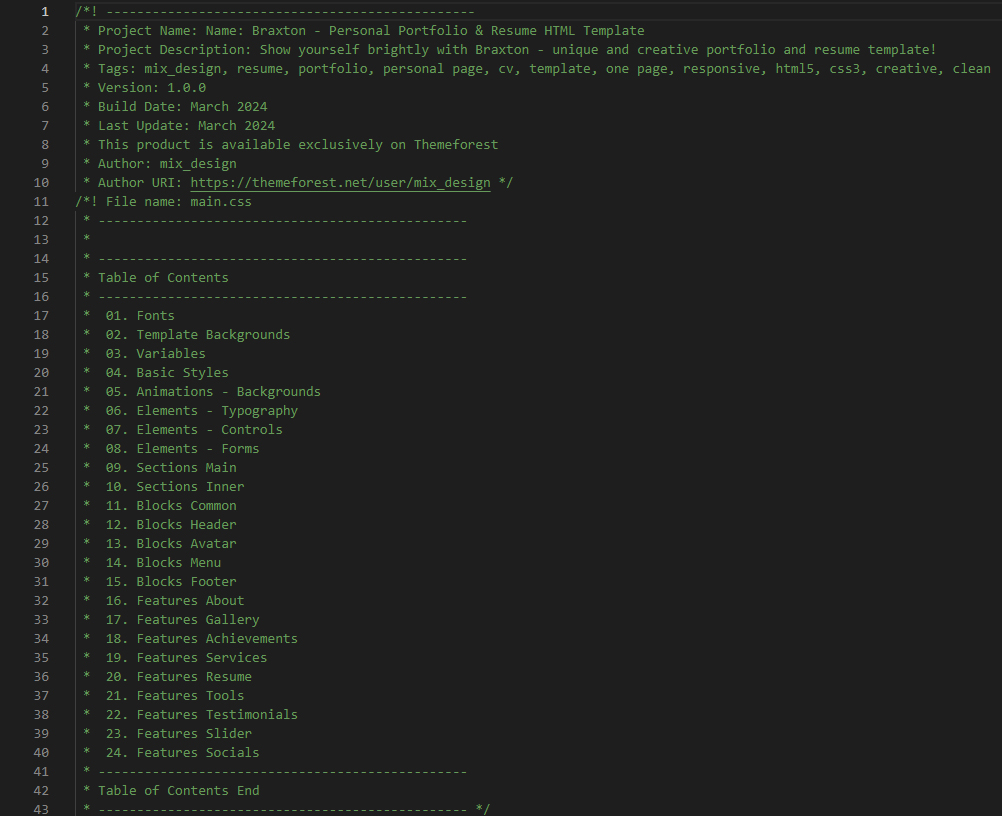 1 /*! ------------------------------------------------
2 * Project Name: Name: Braxton - Personal Portfolio & Resume HTML Template
3 * Project Description: Show yourself brightly with Braxton - unique and creative portfolio and resume template!
4 * Tags: mix_design, resume, portfolio, personal page, cv, template, one page, responsive, html5, css3, creative, clean
5 * Version: 1.0.0
6 * Build Date: March 2024
7 * Last Update: March 2024
8 * This product is available exclusively on Themeforest
9 * Author: mix_design
10 * Author URI: https://themeforest.net/user/mix_design */
11 /*! File name: main.css
12 * ------------------------------------------------
13 *
14 * ------------------------------------------------
15 * Table of Contents
16 * ------------------------------------------------
17 * 01. Fonts
18 * 02. Template Backgrounds
19 * 03. Variables
20 * 04. Basic Styles
21 * 05. Animations - Backgrounds
22 * 06. Elements - Typography
23 * 07. Elements - Controls
24 * 08. Elements - Forms
25 * 09. Sections Main
26 * 10. Sections Inner
27 * 11. Blocks Common
28 * 12. Blocks Header
29 * 13. Blocks Avatar
30 * 14. Blocks Menu
31 * 15. Blocks Footer
32 * 16. Features About
33 * 17. Features Gallery
34 * 18. Features Achievements
35 * 19. Features Services
36 * 20. Features Resume
37 * 21. Features Tools
38 * 22. Features Testimonials
39 * 23. Features Slider
40 * 24. Features Socials
41 * ------------------------------------------------
42 * Table of Contents End
43 * ------------------------------------------------ */